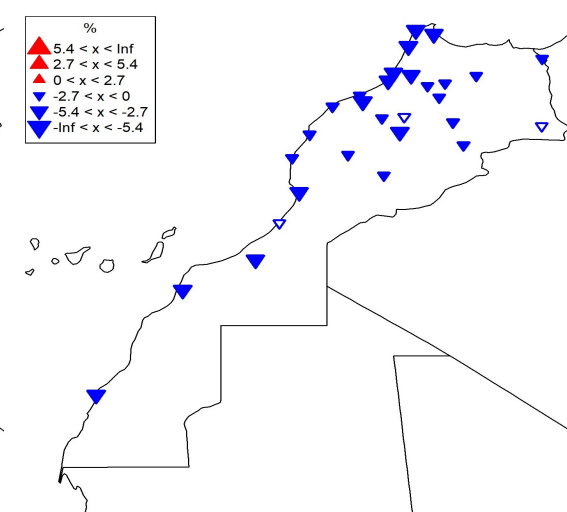 %
5.4 < x < Inf
2.7 < x < 5.4
0 < x < 2.7
-2.7 < x < 0
-5.4 < x < -2.7
-Inf < x < -5.4